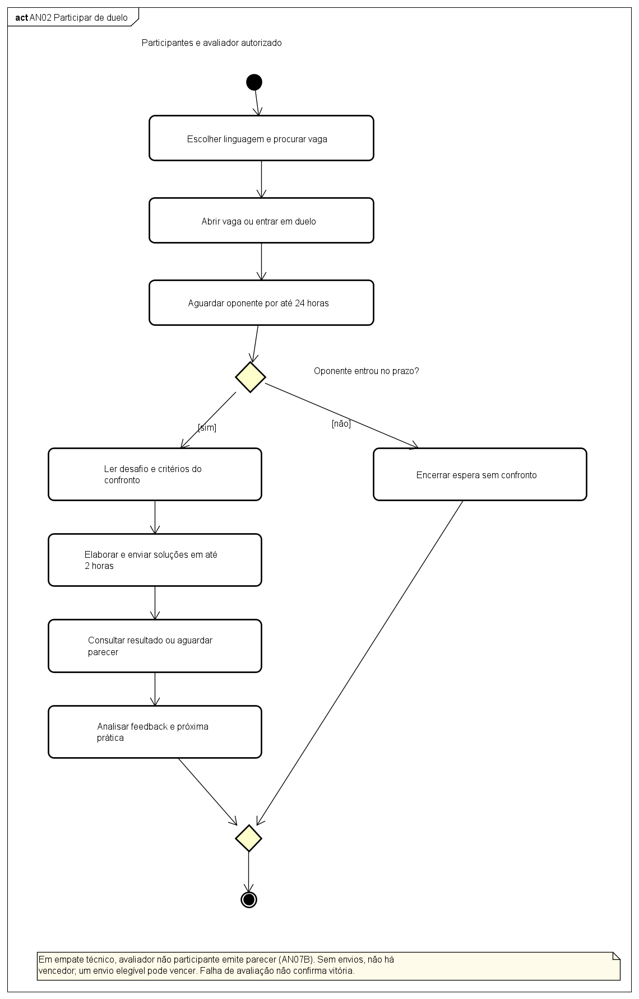 act AN02 Participar de duelo
Participantes e avaliador autorizado
Escolher linguagem e procurar vaga
Abrir vaga ou entrar em duelo
Aguardar oponente por até 24 horas
Oponente entrou no prazo?
[sim]
[não]
Ler desafio e critérios do
confronto
Encerrar espera sem confronto
Elaborar e enviar soluções em até
2 horas
Consultar resultado ou aguardar
parecer
Analisar feedback e próxima
prática
Em empate técnico, avaliador não participante emite parecer (AN07B). Sem envios, não há
vencedor; um envio elegível pode vencer. Falha de avaliação não confirma vitória.